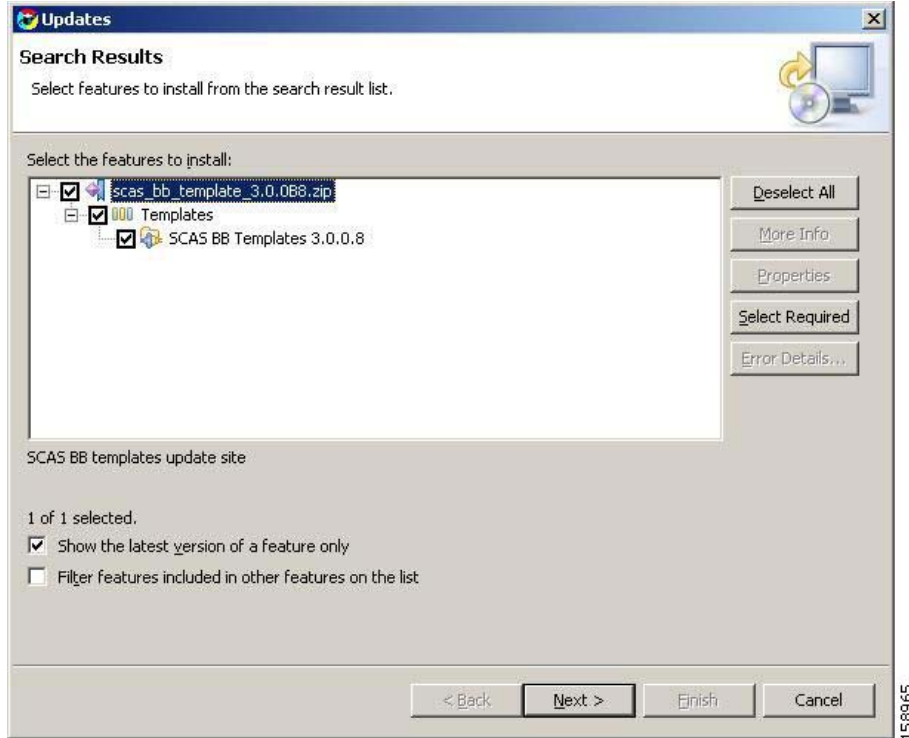 Updates
Search Results
Select features to install from the search result list.
Select the features to install:
scas_bb_template_3.0.0B8.zip
Templates
SCAS BB Templates 3.0.0.8
Deselect All
More Info
Properties
Select Required
Error Details...
SCAS BB templates update site
1 of 1 selected.
Show the latest version of a feature only
Filter features included in other features on the list
< Back
Next >
Finish
Cancel
158965